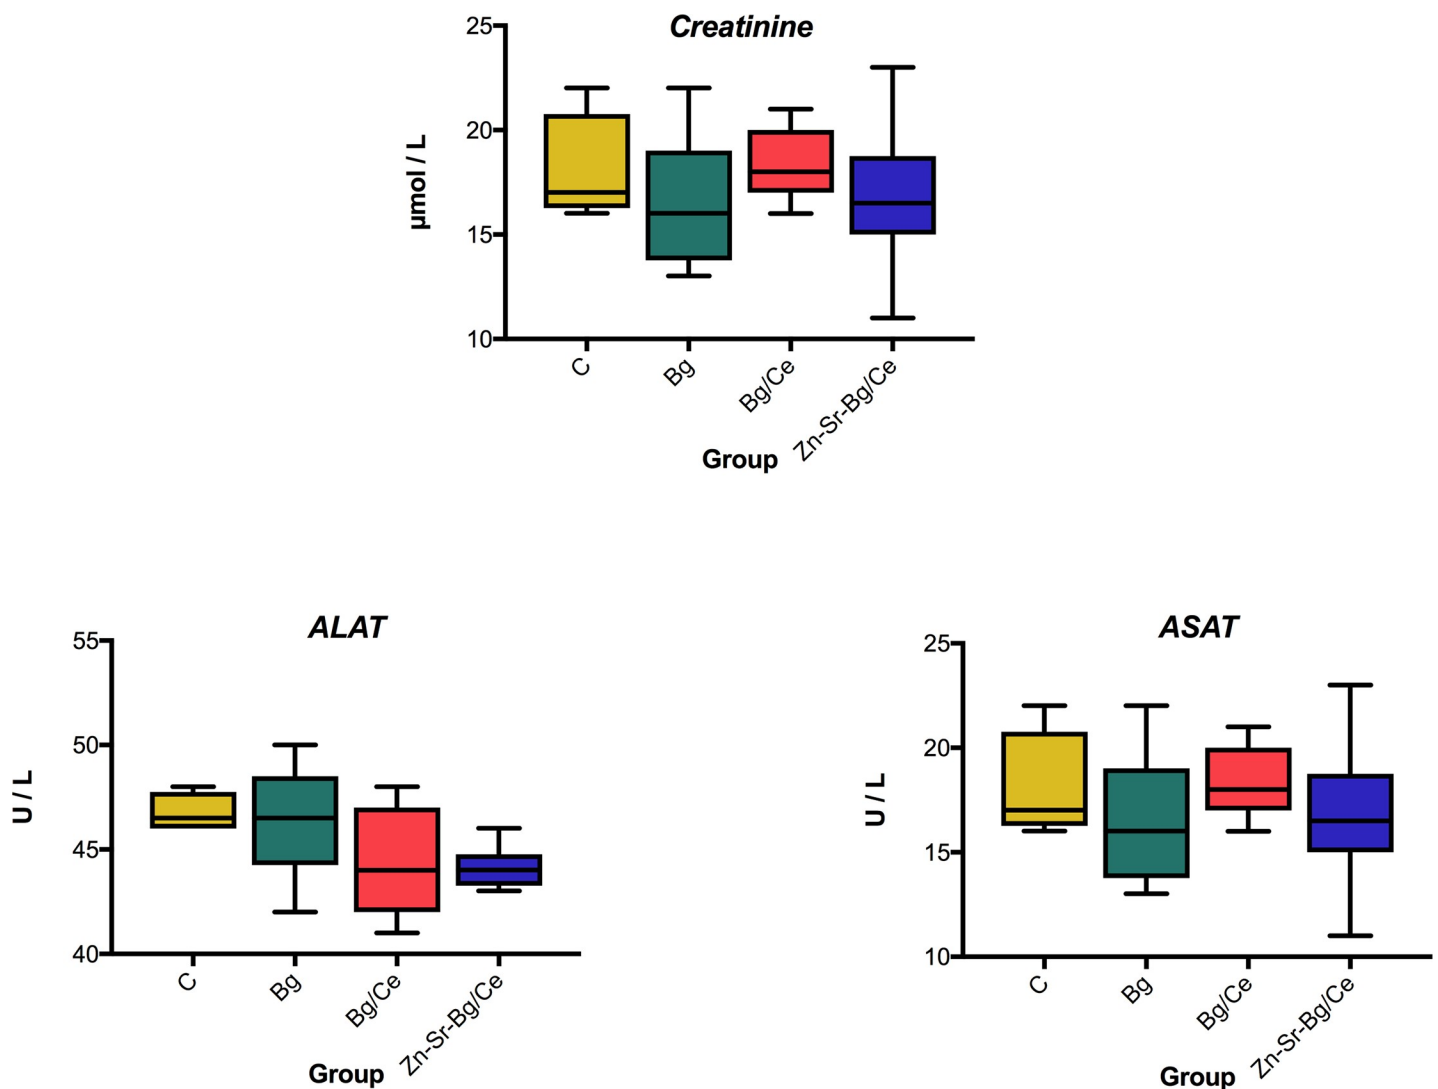 Creatinine
25
20
15
10
µmol / L
C
Bg
Bg/Ce
Zn-Sr-Bg/Ce
Group
ALAT
55
50
45
40
U / L
C
Bg
Bg/Ce
Zn-Sr-Bg/Ce
Group
ASAT
25
20
15
10
U / L
C
Bg
Bg/Ce
Zn-Sr-Bg/Ce
Group